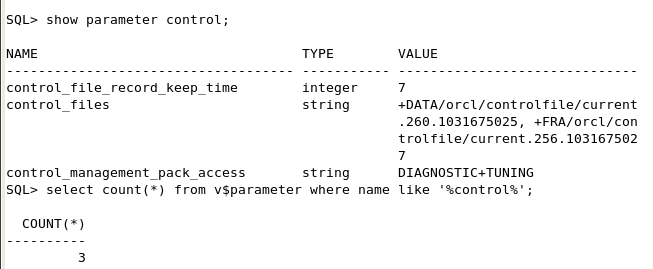 SQL> show parameter control;
NAME                                 TYPE        VALUE
------------------------------------ ----------- ------------------------------
control_file_record_keep_time        integer     7
control_files                        string      +DATA/orcl/controlfile/current
                                                 .260.1031675025, +FRA/orcl/con
                                                 trolfile/current.256.103167502
                                                 7
control_management_pack_access       string      DIAGNOSTIC+TUNING
SQL> select count(*) from v$parameter where name like '%control%';
  COUNT(*)
----------
         3